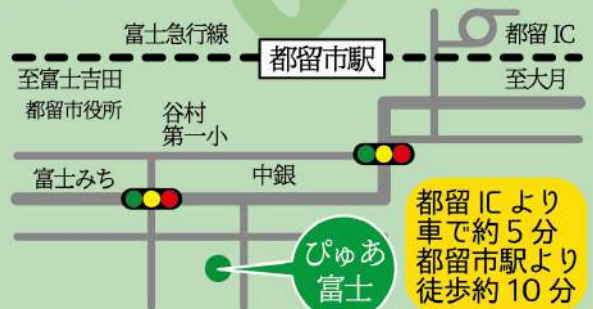 富士急行線
都留IC
都留市駅
至富士吉田
至大月
都留市役所
谷村
第一小
富士みち
中銀
ぴゅあ
富士
都留ICより
車で約5分
都留市駅より
徒歩約10分